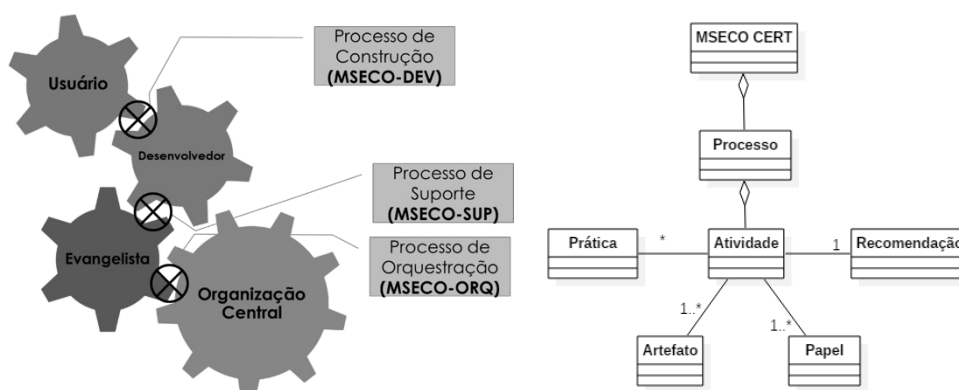 Usuário
Desenvolvedor
Evangelista
Organização
Central
Processo de
Construção
(MSECO-DEV)
Processo de
Suporte
(MSECO-SUP)
Processo de
Orquestração
(MSECO-ORQ)
MSECO CERT
Processo
Prática
*
Atividade
1
Recomendação
1..*
1..*
Artefato
Papel